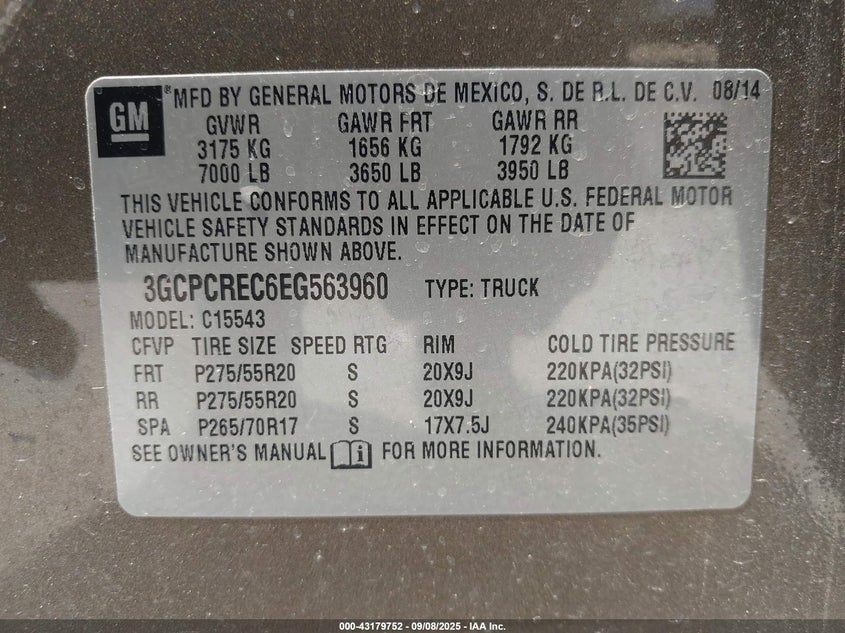 GM
® MFD BY GENERAL MOTORS DE MEXICO, S. DE R.L. DE C.V. 08/14
GVWR GAWR FRT GAWR RR
3175 KG 1656 KG 1792 KG
7000 LB 3650 LB 3950 LB
THIS VEHICLE CONFORMS TO ALL APPLICABLE U.S. FEDERAL MOTOR
VEHICLE SAFETY STANDARDS IN EFFECT ON THE DATE OF
MANUFACTURE SHOWN ABOVE.
3GCPCREC6EG563960 TYPE: TRUCK
MODEL: C15543
CFVP TIRE SIZE SPEED RTG RIM COLD TIRE PRESSURE
FRT P275/55R20 S 20X9J 220KPA(32PSI)
RR P275/55R20 S 20X9J 220KPA(32PSI)
SPA P265/70R17 S 17X7.5J 240KPA(35PSI)
SEE OWNER'S MANUAL FOR MORE INFORMATION.
000-43179752 - 09/08/2025 - IAA Inc.